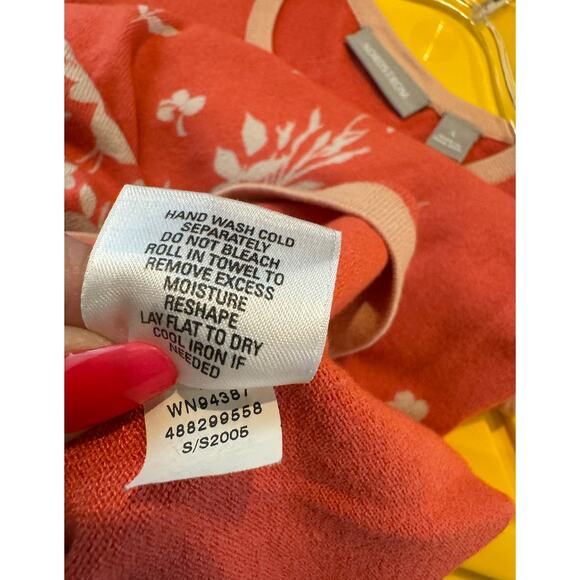 NORDSTROM
L
HAND WASH COLD
SEPARATELY
DO NOT BLEACH
ROLL IN TOWEL TO
REMOVE EXCESS
MOISTURE
RESHAPE
LAY FLAT TO DRY
COOL IRON IF
NEEDED
WN94387
488299558
S/S2005